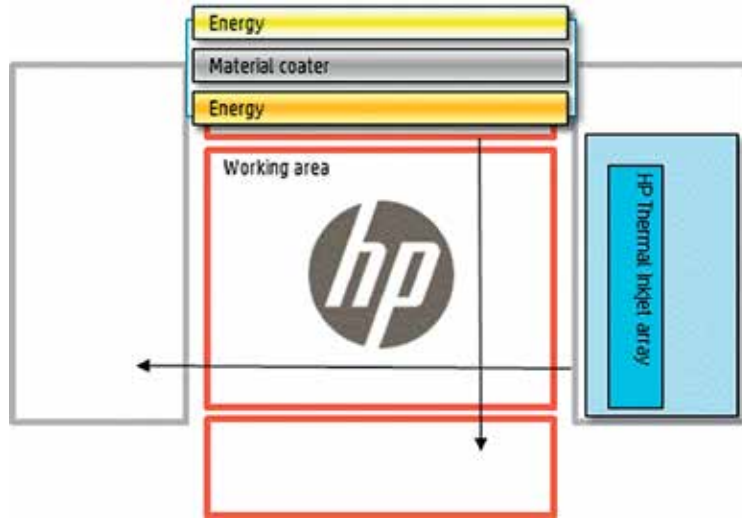 Energy
Material coater
Energy
Working area
hp
HP Thermal Inkjet array